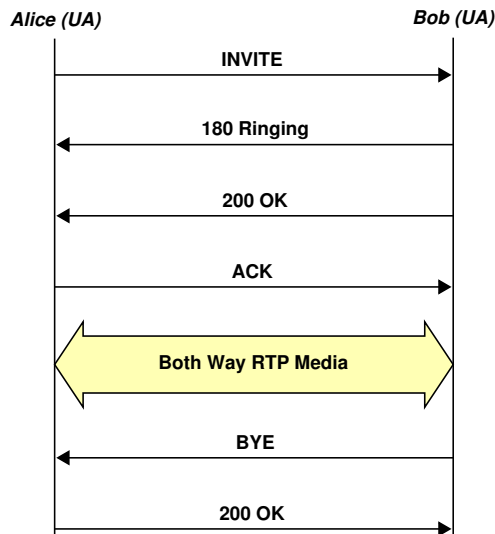 Alice (UA)
Bob (UA)
INVITE
180 Ringing
200 OK
ACK
Both Way RTP Media
BYE
200 OK